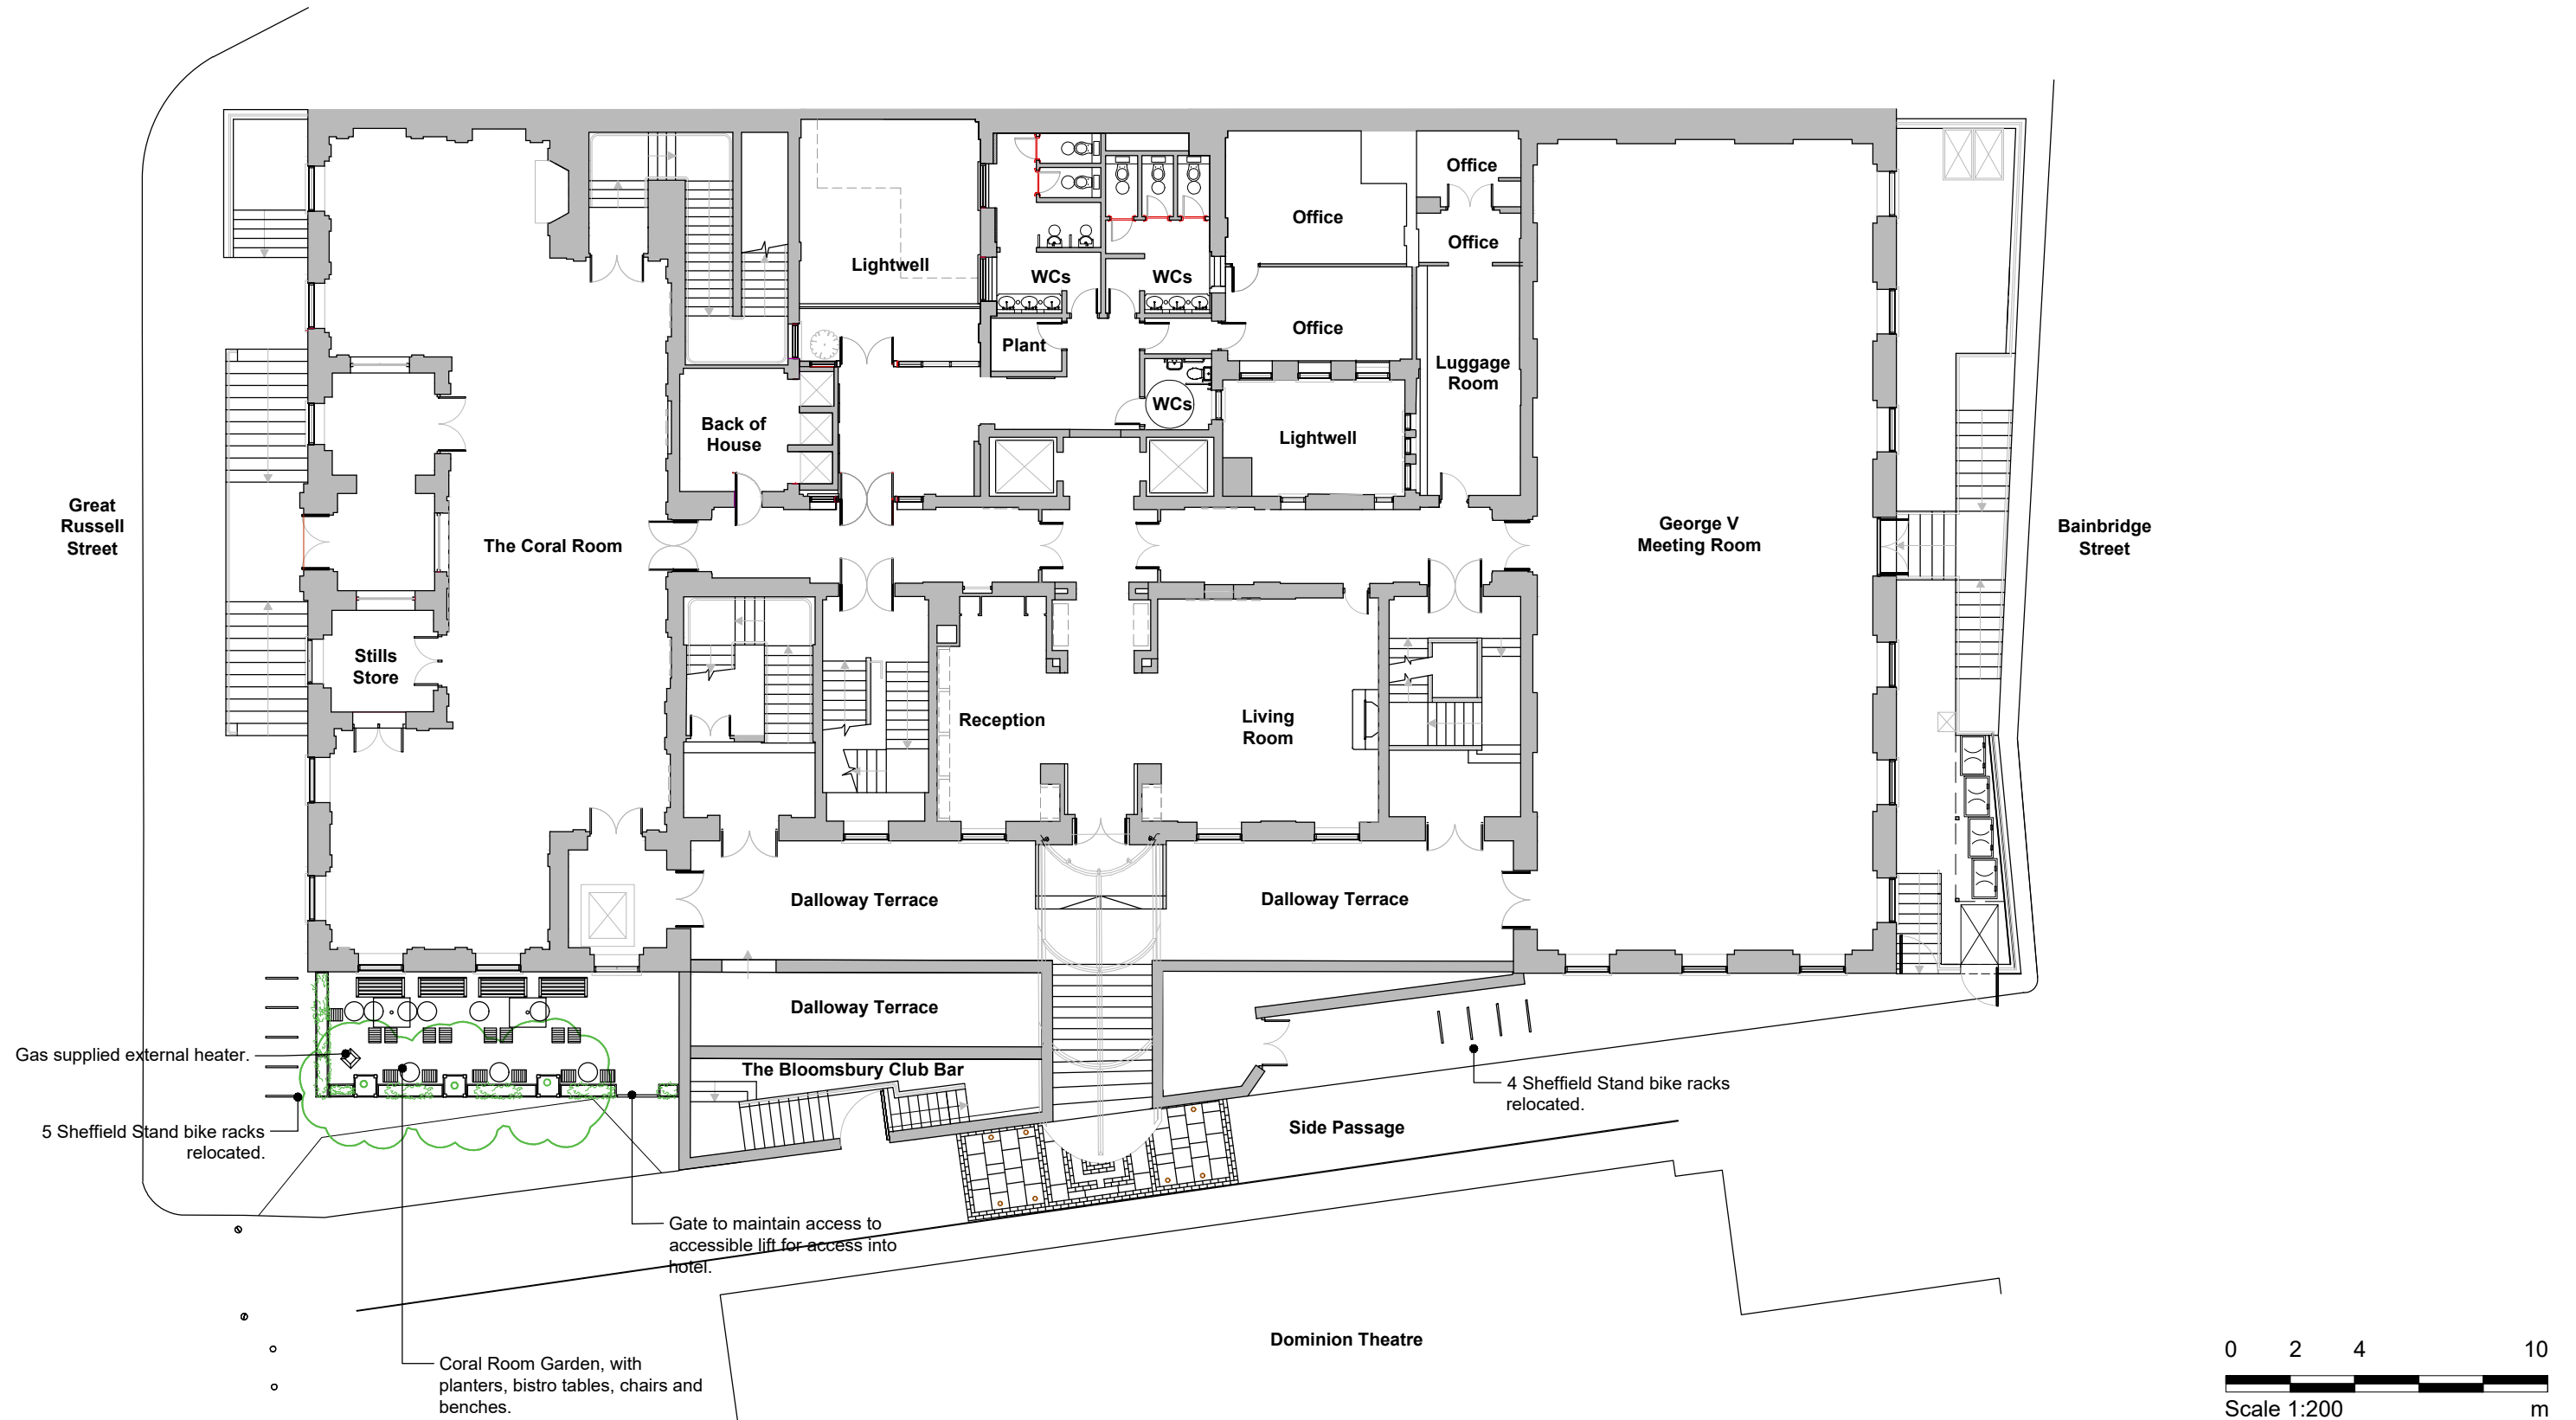 Office
Office
Office
Lightwell
WCs
WCs
Office
Plant
Luggage
Room
WCs
Back of
House
Lightwell
Great
Russell
Street
The Coral Room
George V
Meeting Room
Bainbridge
Street
Stills
Store
Reception
Living
Room
Dalloway Terrace
Dalloway Terrace
Dalloway Terrace
Gas supplied external heater.
The Bloomsbury Club Bar
4 Sheffield Stand bike racks
relocated.
5 Sheffield Stand bike racks
relocated.
Side Passage
Gate to maintain access to
accessible lift for access into
hotel.
Dominion Theatre
Coral Room Garden, with
planters, bistro tables, chairs and
benches.
0 2 4 10
Scale 1:200 m